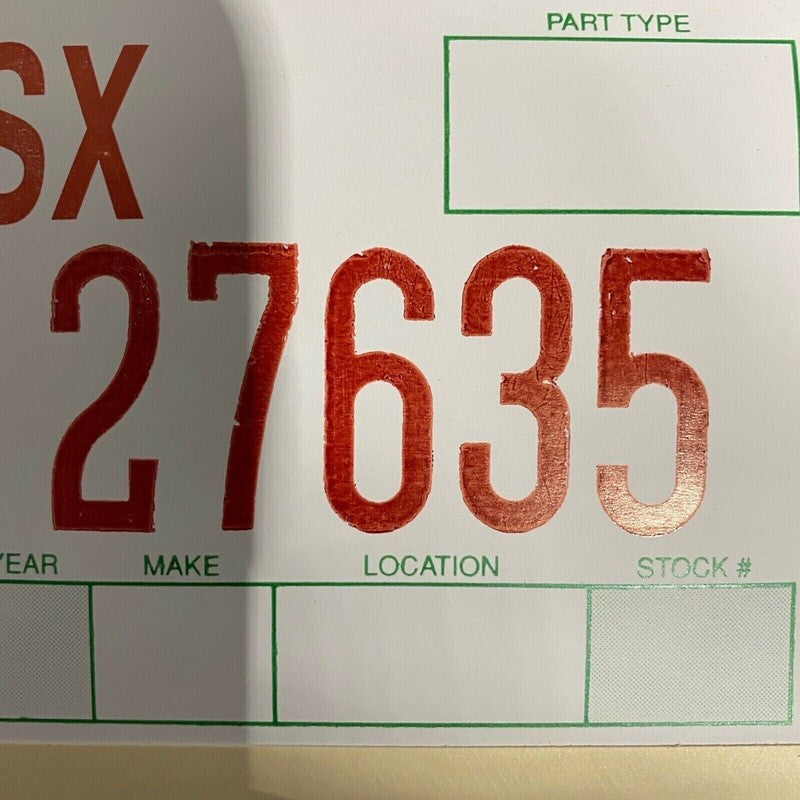 PART TYPE
SX
27635
YEAR MAKE LOCATION STOCK #